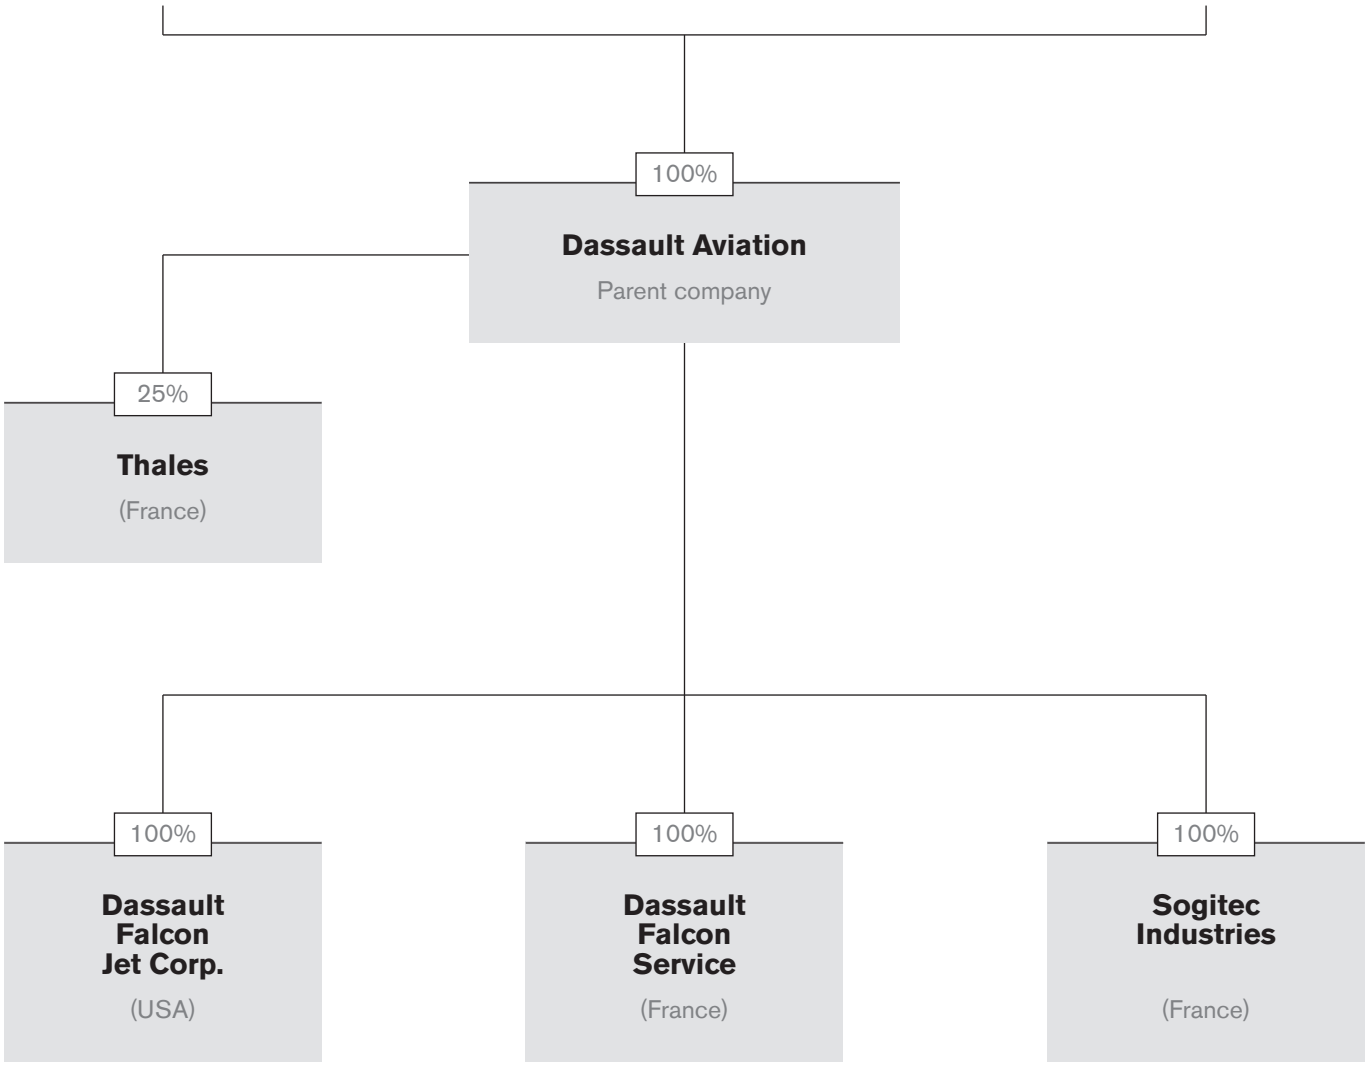 100%
Dassault Aviation
Parent company
25%
Thales
(France)
100%
Dassault
Falcon
Jet Corp.
(USA)
100%
Dassault
Falcon
Service
(France)
100%
Sogitec
Industries
(France)